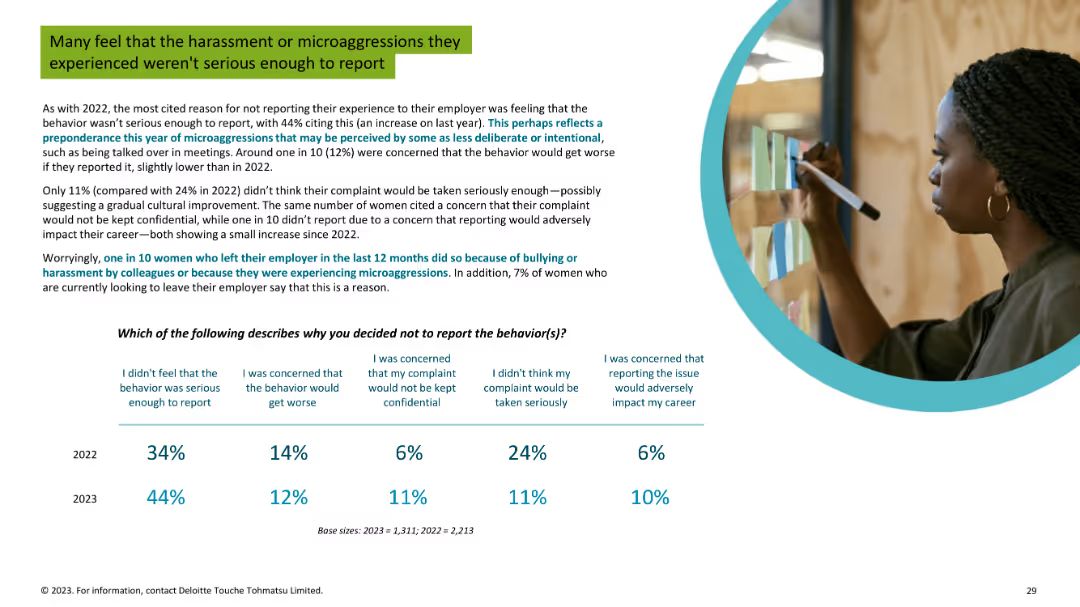 Many feel that the harassment or microaggressions they
experienced weren't serious enough to report
As with 2022, the most cited reason for not reporting their experience to their employer was feeling that the
behavior wasn't serious enough to report, with 44% citing this (an increase on last year). This perhaps reflects a
preponderance this year of microaggressions that may be perceived by some as less deliberate or intentional,
such as being talked over in meetings. Around one in 10 (12%) were concerned that the behavior would get worse
if they reported it, slightly lower than in 2022.
Only 11% (compared with 24% in 2022) didn't think their complaint would be taken seriously enough—possibly
suggesting a gradual cultural improvement. The same number of women cited a concern that their complaint
would not be kept confidential, while one in 10 didn't report due to a concern that reporting would adversely
impact their career—both showing a small increase since 2022.
Worryingly, one in 10 women who left their employer in the last 12 months did so because of bullying or
harassment by colleagues or because they were experiencing microaggressions. In addition, 7% of women who
are currently looking to leave their employer say that this is a reason.
Which of the following describes why you decided not to report the behavior(s)?
I didn't feel that the
behavior was serious
enough to report
I was concerned that
the behavior would
get worse
I was concerned
that my complaint
would not be kept
confidential
I didn't think my
complaint would be
taken seriously
I was concerned that
reporting the issue
would adversely
impact my career
2022 34% 14% 6% 24% 6%
2023 44% 12% 11% 11% 10%
Base sizes: 2023 = 1,311; 2022 = 2,213
© 2023. For information, contact Deloitte Touche Tohmatsu Limited.
29